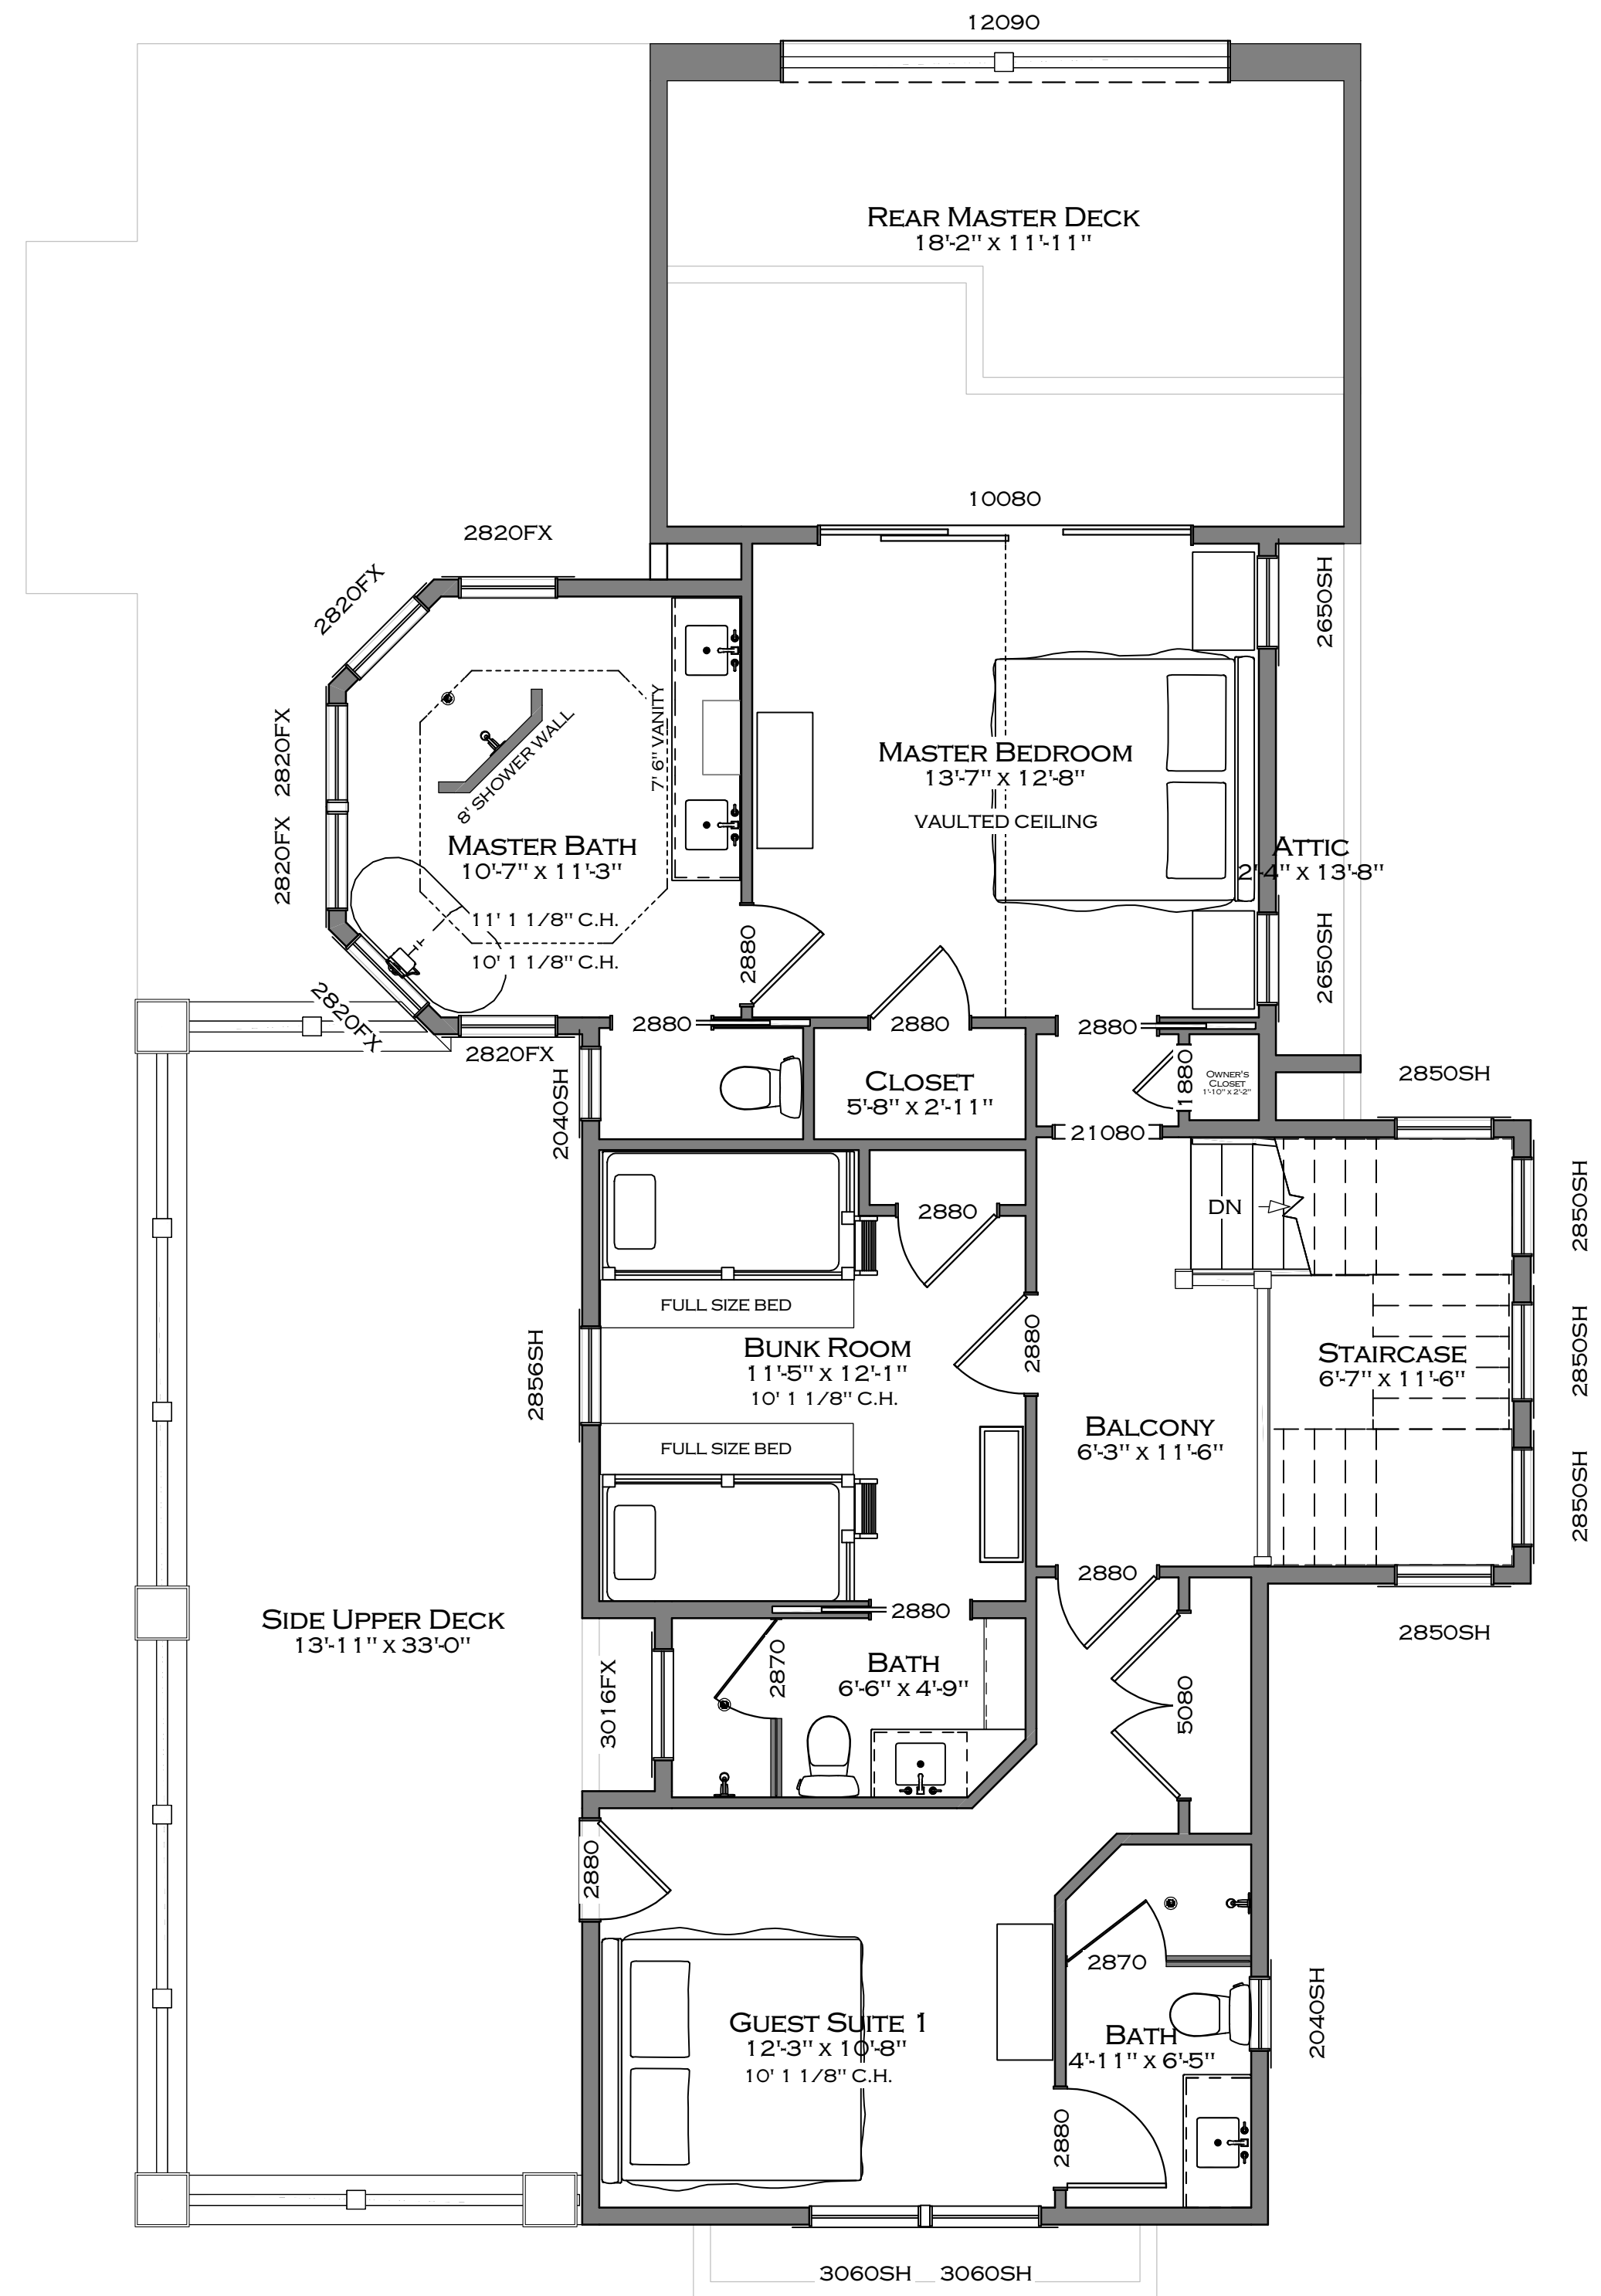 12090
REAR MASTER DECK
18'-2" X 11'-11"
10080
2820FX
2820FX
2650SH
2820FX
2820FX
8' SHOWER WALL
7' 6" VANITY
MASTER BEDROOM
13'-7" X 12'-8"
VAULTED CEILING
MASTER BATH
10'-7" X 11'-3"
ATTIC
2'-4" X 13'-8"
11' 1 1/8" C.H.
10' 1 1/8" C.H.
2880
2650SH
2820FX
2820FX
2880
2880
2880
2040SH
CLOSET
5'-8" X 2'-11"
1880
OWNER'S
CLOSET
1'-10" X 2'-2"
2850SH
21080
2880
DN
2850SH
FULL SIZE BED
2856SH
BUNK ROOM
11'-5" X 12'-1"
10' 1 1/8" C.H.
2880
STAIRCASE
6'-7" X 11'-6"
2850SH
BALCONY
6'-3" X 11'-6"
FULL SIZE BED
2850SH
2880
2880
SIDE UPPER DECK
13'-11" X 33'-0"
2850SH
3016FX
2870
BATH
6'-6" X 4'-9"
5080
2880
2870
GUEST SUITE 1
12'-3" X 10'-8"
10' 1 1/8" C.H.
BATH
4'-11" X 6'-5"
2040SH
2880
3060SH 3060SH